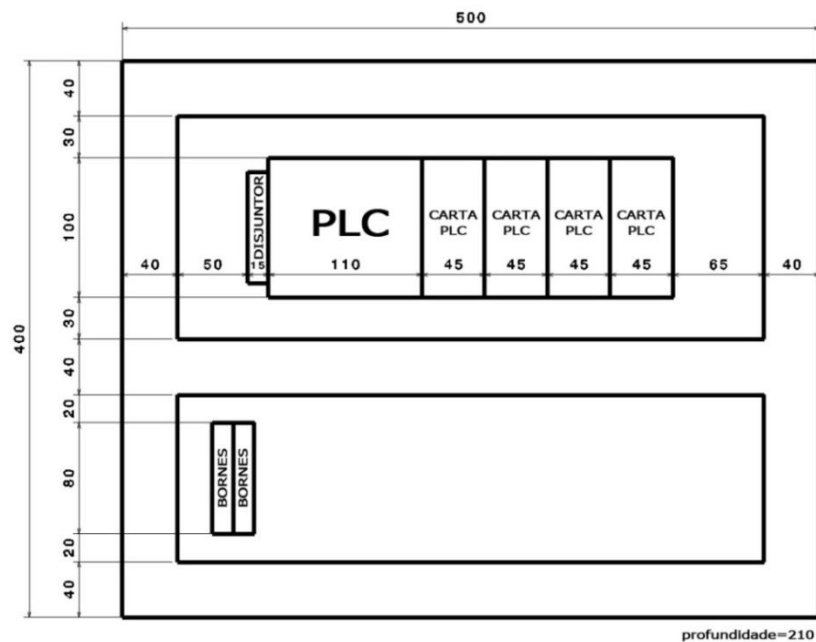 500
40
30
100
30
40
20
80
20
40
400
DISJUNTOR
PLC
CARTA
PLC
CARTA
PLC
CARTA
PLC
CARTA
PLC
40
50
15
110
45
45
45
45
65
40
BORNES
BORNES
profundidade=210